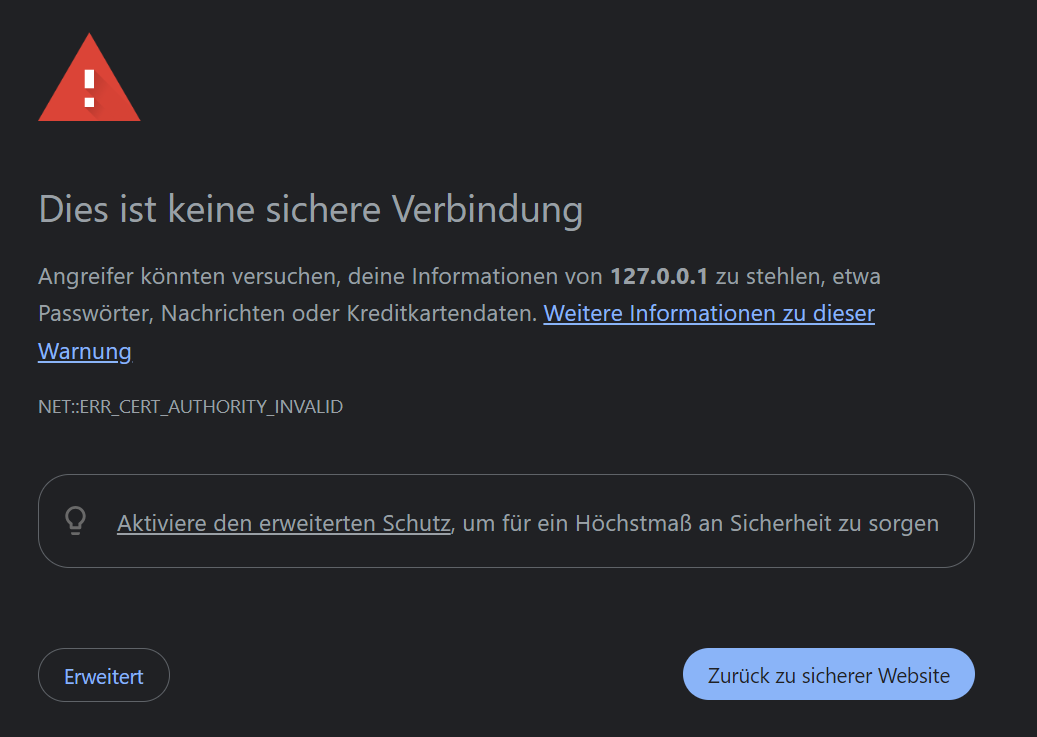 Dies ist keine sichere Verbindung
Angreifer könnten versuchen, deine Informationen von 127.0.0.1 zu stehlen, etwa
Passwörter, Nachrichten oder Kreditkartendaten. Weitere Informationen zu dieser
Warnung
NET::ERR_CERT_AUTHORITY_INVALID
Aktiviere den erweiterten Schutz, um für ein Höchstmaß an Sicherheit zu sorgen
Erweitert
Zurück zu sicherer Website